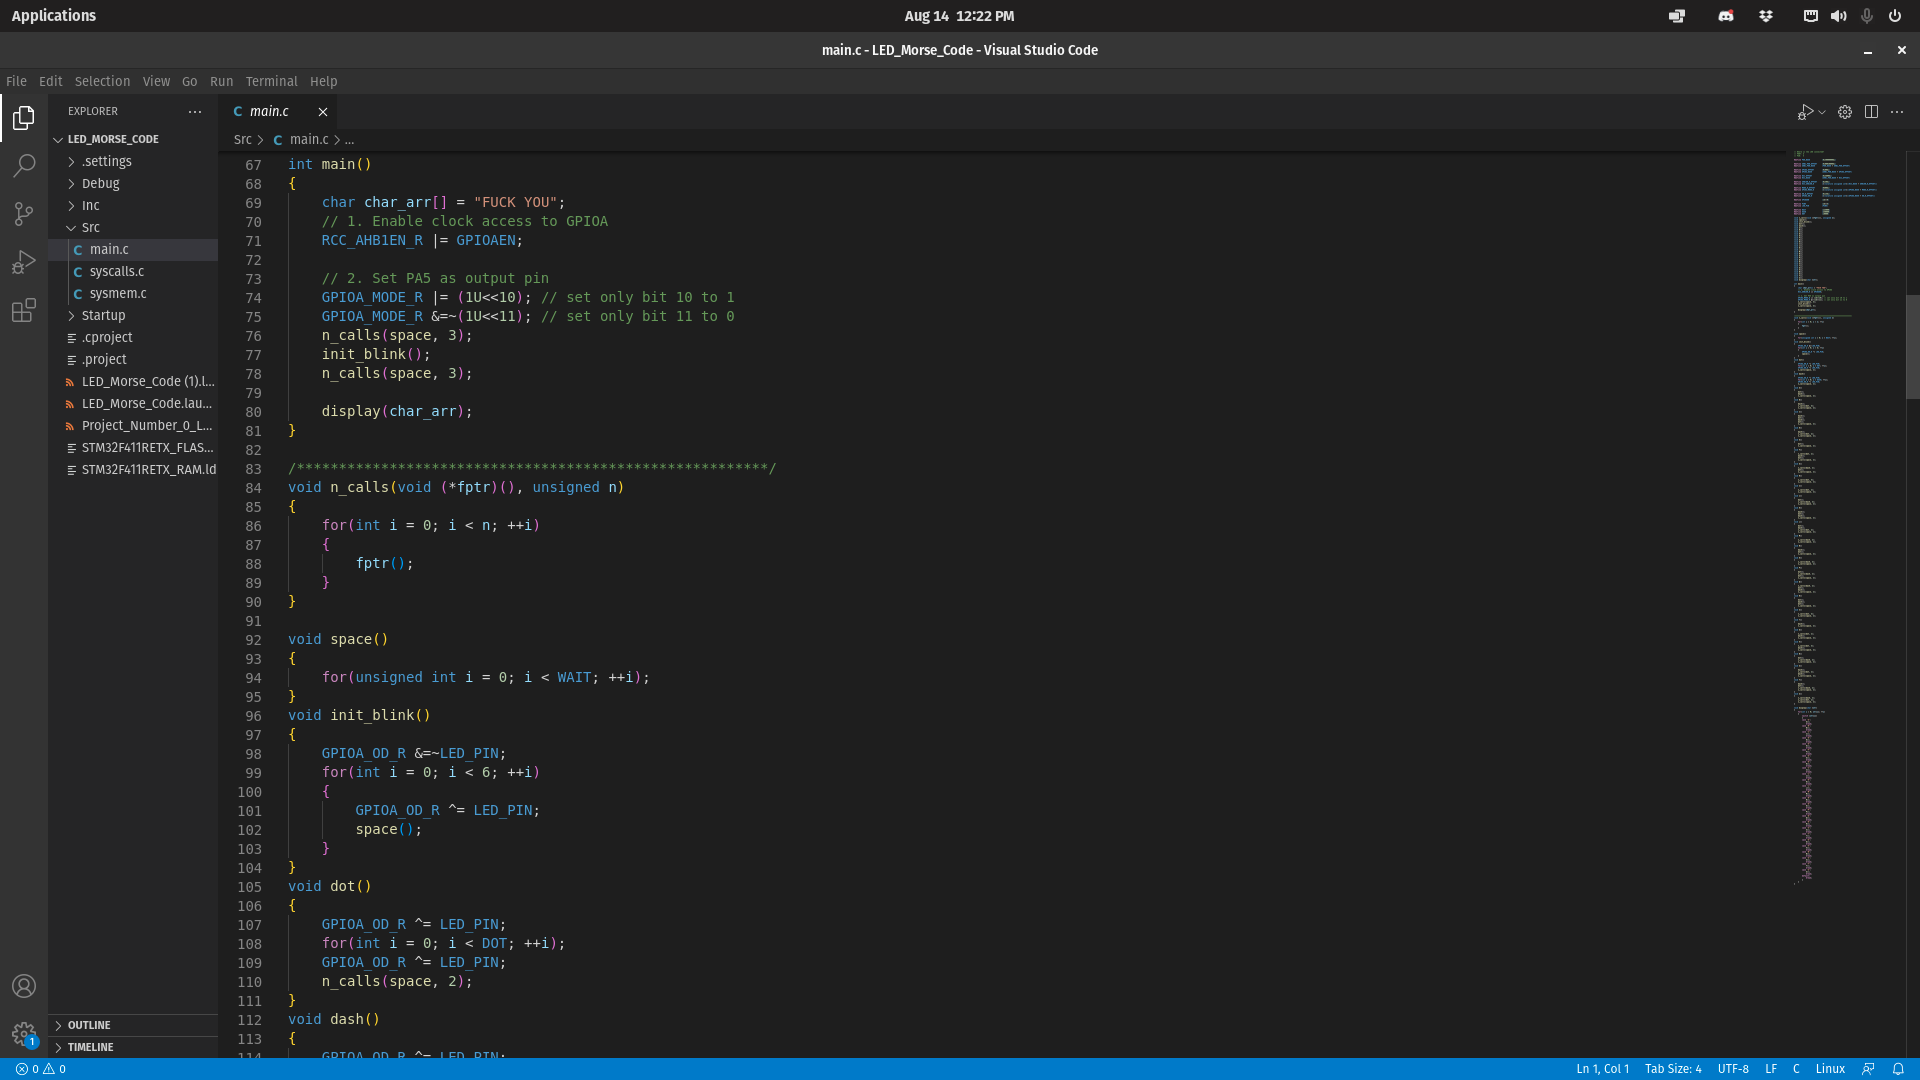 Applications
Aug 14 12:22 PM
main.c - LED_Morse_Code - Visual Studio Code
File Edit Selection View Go Run Terminal Help
EXPLORER
LED_MORSE_CODE
.settings
Debug
Inc
Src
main.c
syscalls.c
sysmem.c
Startup
.cproject
.project
LED_Morse_Code (1).l...
LED_Morse_Code.lau...
Project_Number_0_L...
STM32F411RETX_FLAS...
STM32F411RETX_RAM.ld
OUTLINE
TIMELINE
1
C main.c
Src > C main.c > ...
67 int main()
68 {
69     char char_arr[] = "FUCK YOU";
70     // 1. Enable clock access to GPIOA
71     RCC_AHB1EN_R |= GPIOAEN;
72
73     // 2. Set PA5 as output pin
74     GPIOA_MODE_R |= (1U<<10); // set only bit 10 to 1
75     GPIOA_MODE_R &=~(1U<<11); // set only bit 11 to 0
76     n_calls(space, 3);
77     init_blink();
78     n_calls(space, 3);
79
80     display(char_arr);
81 }
82
83 /********************************************************/
84 void n_calls(void (*fptr)(), unsigned n)
85 {
86     for(int i = 0; i < n; ++i)
87     {
88         fptr();
89     }
90 }
91
92 void space()
93 {
94     for(unsigned int i = 0; i < WAIT; ++i);
95 }
96 void init_blink()
97 {
98     GPIOA_OD_R &=~LED_PIN;
99     for(int i = 0; i < 6; ++i)
100     {
101         GPIOA_OD_R ^= LED_PIN;
102         space();
103     }
104 }
105 void dot()
106 {
107     GPIOA_OD_R ^= LED_PIN;
108     for(int i = 0; i < DOT; ++i);
109     GPIOA_OD_R ^= LED_PIN;
110     n_calls(space, 2);
111 }
112 void dash()
113 {
114     GPIOA_OD_R ^= LED_PIN;
0 0
Ln 1, Col 1 Tab Size: 4 UTF-8 LF C Linux